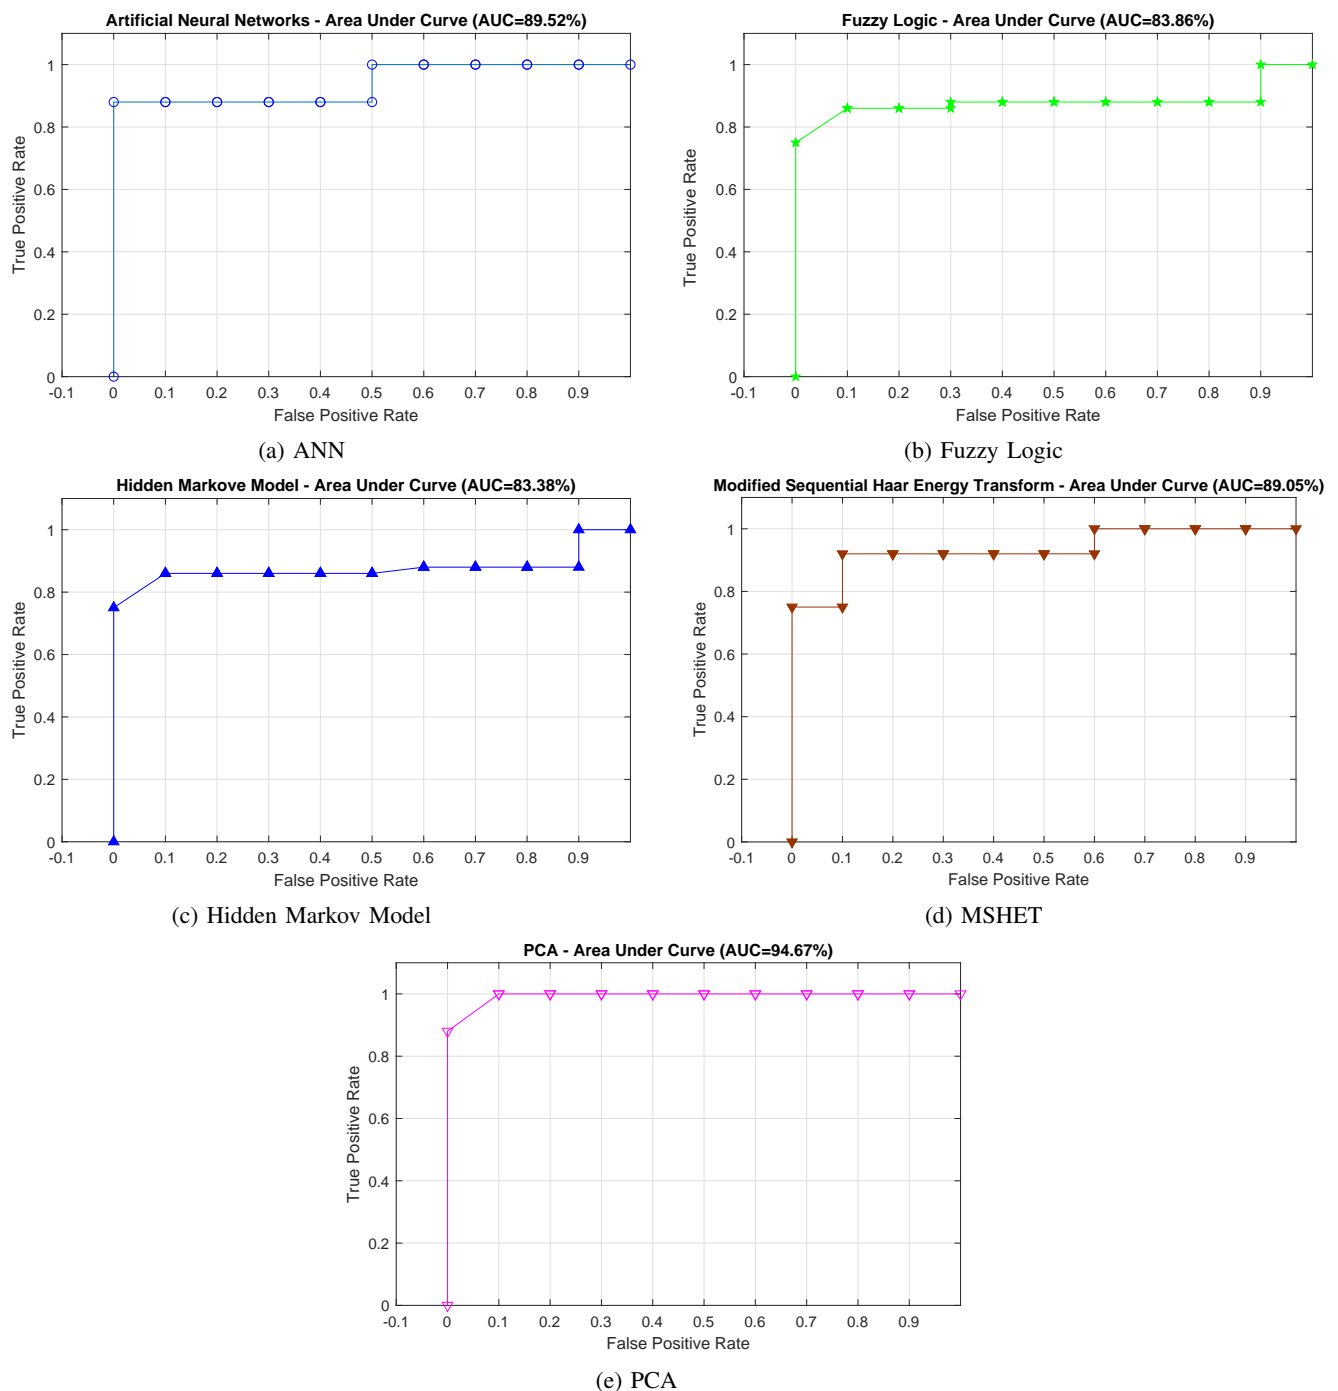 Artificial Neural Networks - Area Under Curve (AUC=89.52%)
1
0.8
0.6
0.4
0.2
0
True Positive Rate
-0.1 0 0.1 0.2 0.3 0.4 0.5 0.6 0.7 0.8 0.9
False Positive Rate
(a) ANN
Fuzzy Logic - Area Under Curve (AUC=83.86%)
1
0.8
0.6
0.4
0.2
0
True Positive Rate
-0.1 0 0.1 0.2 0.3 0.4 0.5 0.6 0.7 0.8 0.9
False Positive Rate
(b) Fuzzy Logic
Hidden Markove Model - Area Under Curve (AUC=83.38%)
1
0.8
0.6
0.4
0.2
0
True Positive Rate
-0.1 0 0.1 0.2 0.3 0.4 0.5 0.6 0.7 0.8 0.9
False Positive Rate
(c) Hidden Markov Model
Modified Sequential Haar Energy Transform - Area Under Curve (AUC=89.05%)
1
0.8
0.6
0.4
0.2
0
True Positive Rate
-0.1 0 0.1 0.2 0.3 0.4 0.5 0.6 0.7 0.8 0.9
False Positive Rate
(d) MSHET
PCA - Area Under Curve (AUC=94.67%)
1
0.8
0.6
0.4
0.2
0
True Positive Rate
-0.1 0 0.1 0.2 0.3 0.4 0.5 0.6 0.7 0.8 0.9
False Positive Rate
(e) PCA